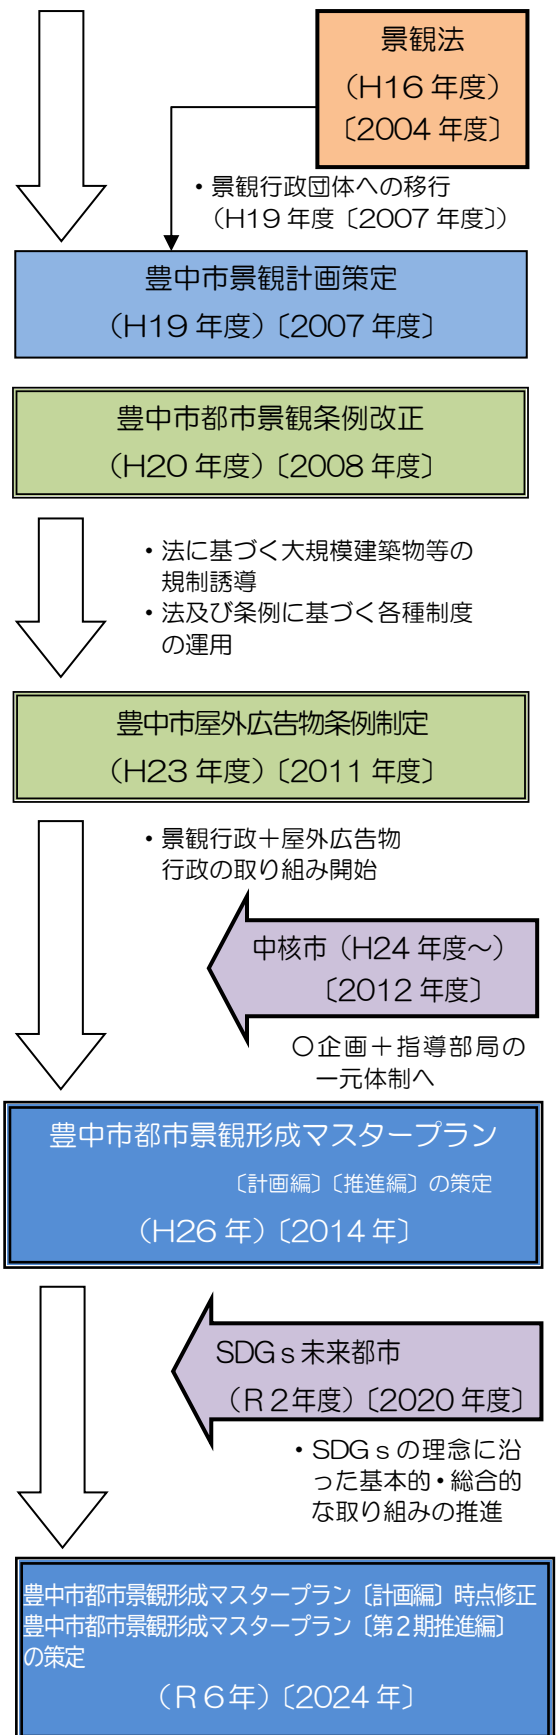 景観法
（H16 年度）
〔2004 年度〕
・景観行政団体への移行
（H19 年度〔2007 年度〕）
豊中市景観計画策定
（H19 年度）〔2007 年度〕
豊中市都市景観条例改正
（H20 年度）〔2008 年度〕
・法に基づく大規模建築物等の
規制誘導
・法及び条例に基づく各種制度
の運用
豊中市屋外広告物条例制定
（H23 年度）〔2011 年度〕
・景観行政＋屋外広告物
行政の取り組み開始
中核市（H24 年度～）
〔2012 年度〕
〇企画＋指導部局の
一元体制へ
豊中市都市景観形成マスタープラン
〔計画編〕〔推進編〕の策定
（H26 年）〔2014 年〕
SDGｓ未来都市
（R２年度）〔2020 年度〕
・SDGｓの理念に沿
った基本的・総合的
な取り組みの推進
豊中市都市景観形成マスタープラン〔計画編〕時点修正
豊中市都市景観形成マスタープラン〔第２期推進編〕
の策定
（R６年）〔2024 年〕